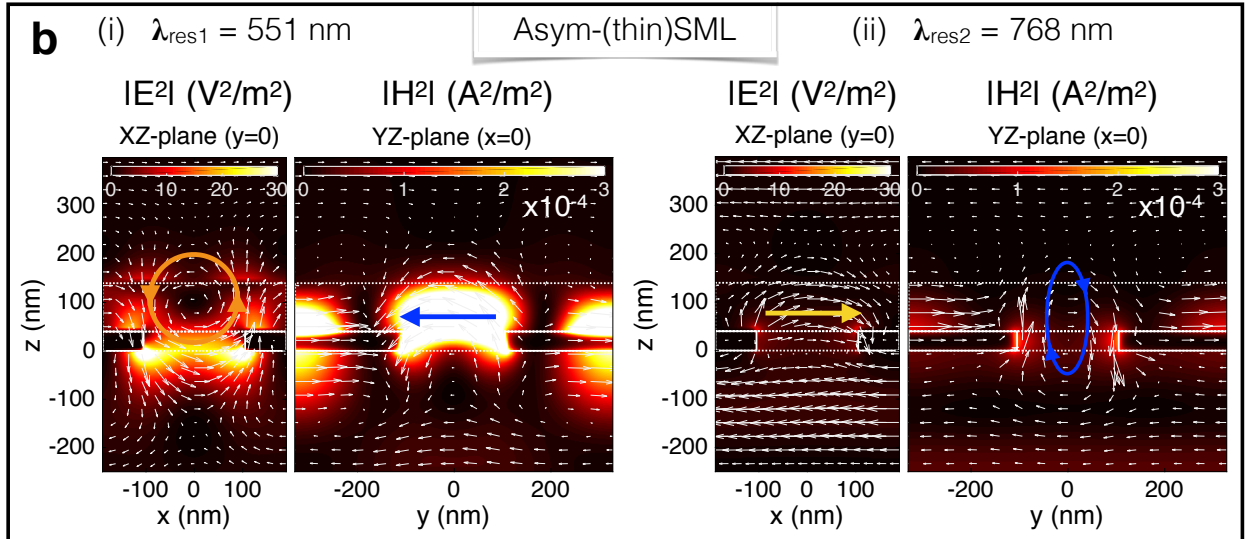 b (i) λres1 = 551 nm Asym-(thin)SML (ii) λres2 = 768 nm
|E²| (V²/m²) |H²| (A²/m²) |E²| (V²/m²) |H²| (A²/m²)
XZ-plane (y=0) YZ-plane (x=0) XZ-plane (y=0) YZ-plane (x=0)
0 10 20 30 0 1 2 3 0 10 20 30 0 1 2 3
x10⁻⁴ x10⁻⁴
z (nm) z (nm)
300 300
200 200
100 100
0 0
-100 -100
-200 -200
-100 0 100 -200 0 200 -100 0 100 -200 0 200
x (nm) y (nm) x (nm) y (nm)